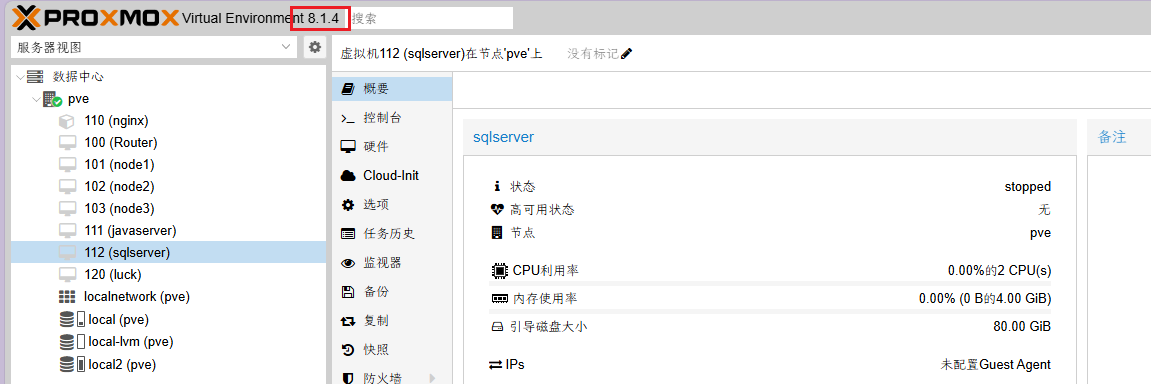 PROXMOX Virtual Environment 8.1.4 搜索
服务器视图
数据中心
pve
110 (nginx)
100 (Router)
101 (node1)
102 (node2)
103 (node3)
111 (javaserver)
112 (sqlserver)
120 (luck)
localnetwork (pve)
local (pve)
local-lvm (pve)
local2 (pve)
虚拟机112 (sqlserver)在节点'pve'上 没有标记
概要
控制台
硬件
Cloud-Init
选项
任务历史
监视器
备份
复制
快照
防火墙
sqlserver
状态 stopped
高可用状态 无
节点 pve
CPU利用率 0.00%的2 CPU(s)
内存使用率 0.00% (0 B的4.00 GiB)
引导磁盘大小 80.00 GiB
IPs 未配置Guest Agent
备注